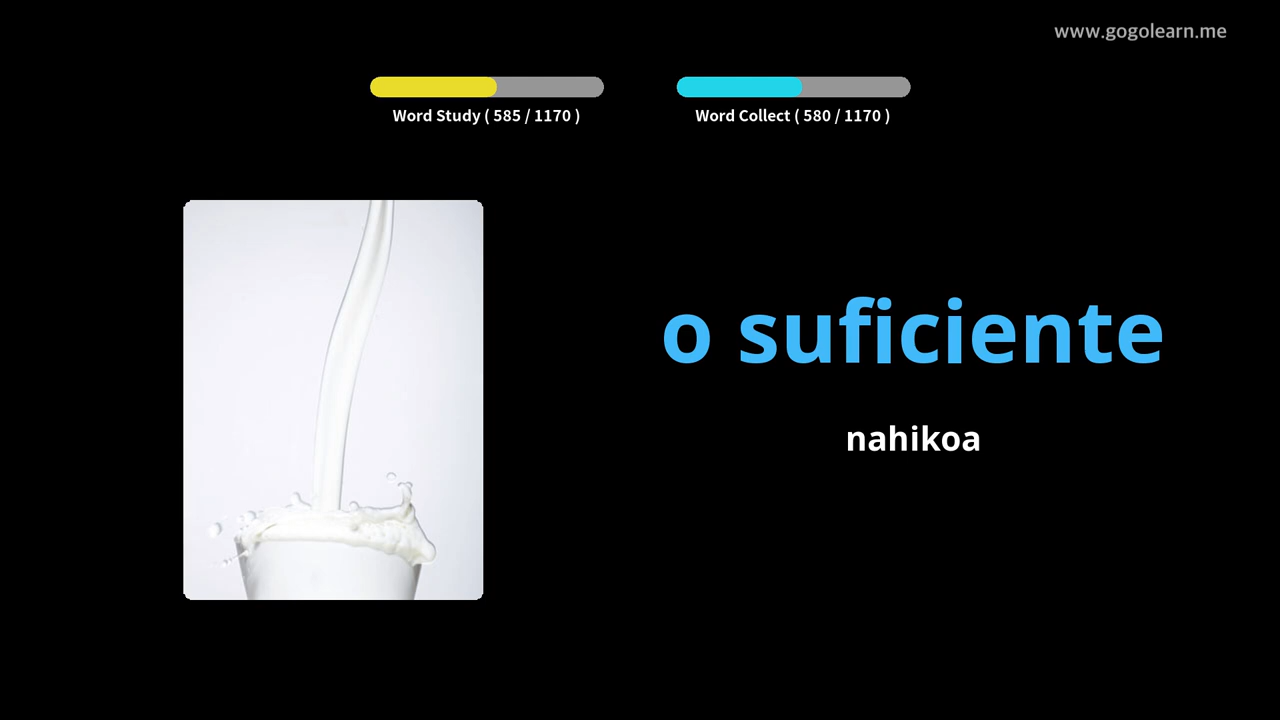 www.gogolearn.me
Word Study ( 585 / 1170 )
Word Collect ( 580 / 1170 )
o suficiente
nahikoa